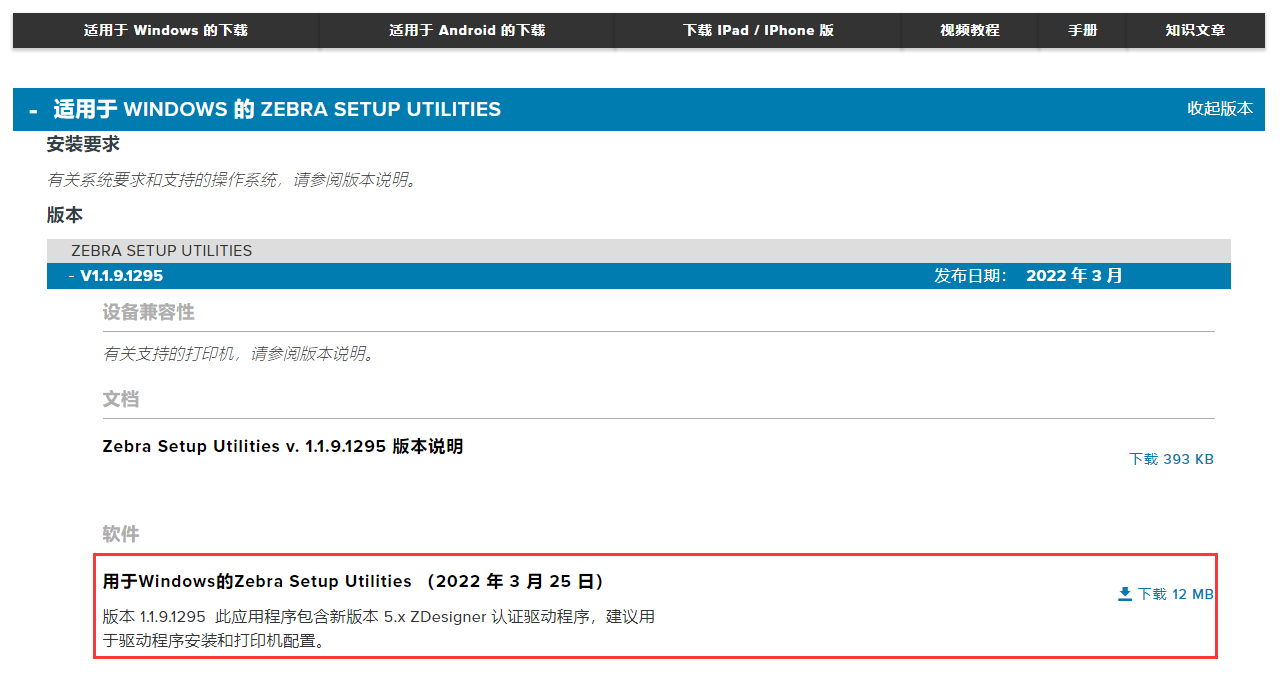 适用于 Windows 的下载 适用于 Android 的下载 下载 IPad / IPhone 版 视频教程 手册 知识文章
- 适用于 WINDOWS 的 ZEBRA SETUP UTILITIES 收起版本
安装要求
有关系统要求和支持的操作系统，请参阅版本说明。
版本
ZEBRA SETUP UTILITIES
- V1.1.9.1295 发布日期： 2022 年 3 月
设备兼容性
有关支持的打印机，请参阅版本说明。
文档
Zebra Setup Utilities v. 1.1.9.1295 版本说明
下载 393 KB
软件
用于Windows的Zebra Setup Utilities （2022 年 3 月 25 日）
下载 12 MB
版本 1.1.9.1295 此应用程序包含新版本 5.x ZDesigner 认证驱动程序，建议用
于驱动程序安装和打印机配置。